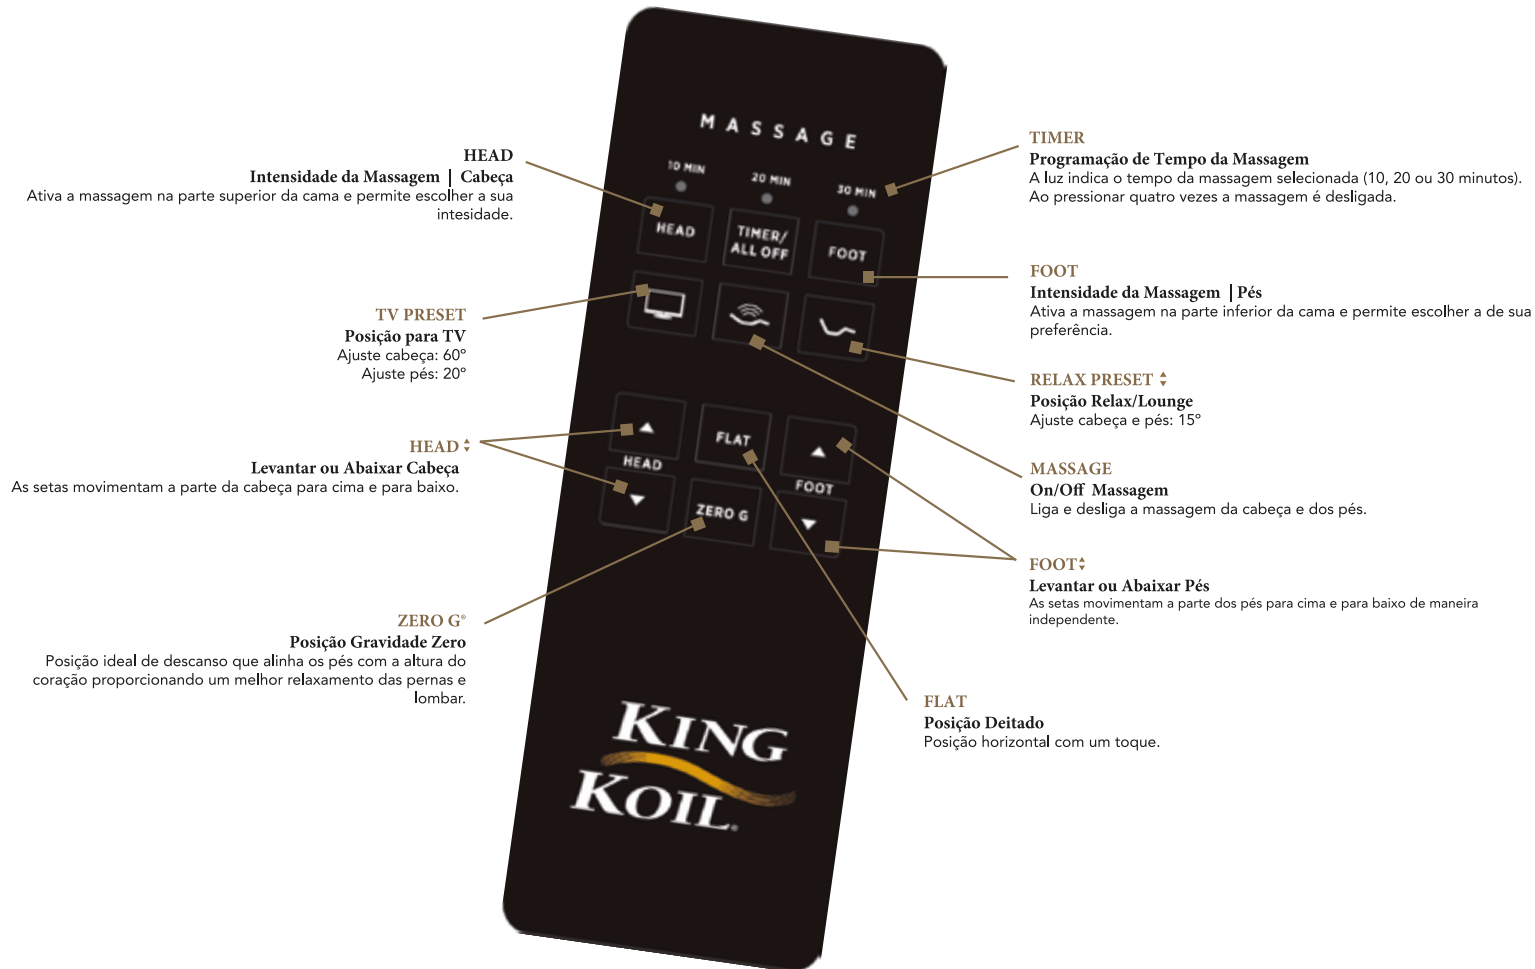 MASSAGE
10 MIN
20 MIN
30 MIN
HEAD
TIMER/
ALL OFF
FOOT
FLAT
HEAD
FOOT
ZERO G
KING
KOIL®
HEAD
Intensidade da Massagem | Cabeça
Ativa a massagem na parte superior da cama e permite escolher a sua
intesidade.
TV PRESET
Posição para TV
Ajuste cabeça: 60º
Ajuste pés: 20º
HEAD
Levantar ou Abaixar Cabeça
As setas movimentam a parte da cabeça para cima e para baixo.
ZERO G®
Posição Gravidade Zero
Posição ideal de descanso que alinha os pés com a altura do
coração proporcionando um melhor relaxamento das pernas e
lombar.
TIMER
Programação de Tempo da Massagem
A luz indica o tempo da massagem selecionada (10, 20 ou 30 minutos).
Ao pressionar quatro vezes a massagem é desligada.
FOOT
Intensidade da Massagem | Pés
Ativa a massagem na parte inferior da cama e permite escolher a de sua
preferência.
RELAX PRESET
Posição Relax/Lounge
Ajuste cabeça e pés: 15º
MASSAGE
On/Off Massagem
Liga e desliga a massagem da cabeça e dos pés.
FOOT
Levantar ou Abaixar Pés
As setas movimentam a parte dos pés para cima e para baixo de maneira
independente.
FLAT
Posição Deitado
Posição horizontal com um toque.